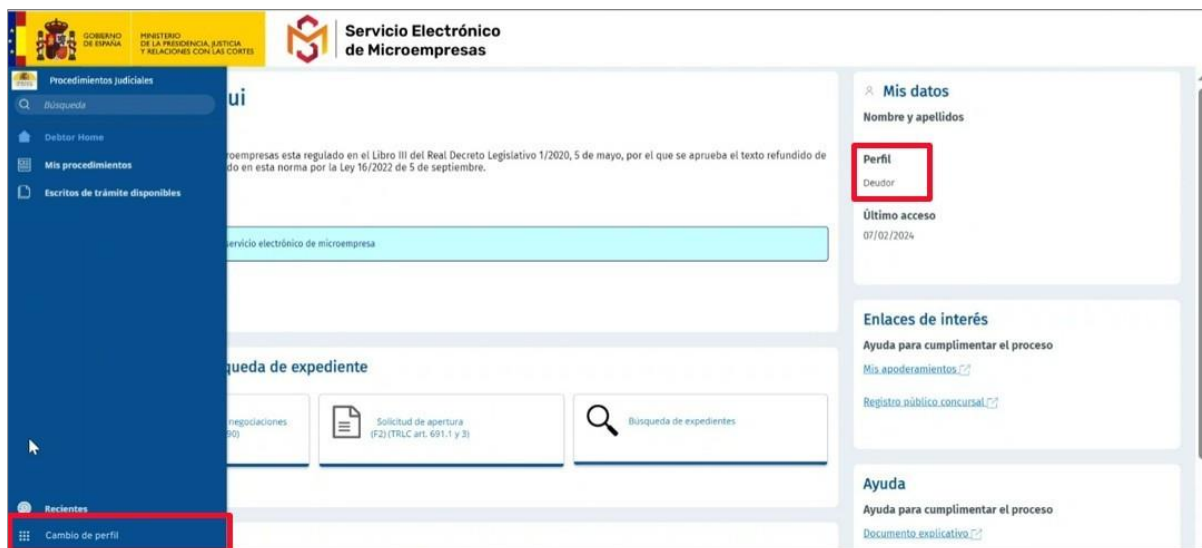 GOBIERNO
DE ESPAÑA
MINISTERIO
DE LA PRESIDENCIA, JUSTICIA
Y RELACIONES CON LAS CORTES
Servicio Electrónico
de Microempresas
Procedimientos Judiciales
Búsqueda
Debtor Home
Mis procedimientos
Escritos de trámite disponibles
Recientes
Cambio de perfil
ui
roempresas esta regulado en el Libro III del Real Decreto Legislativo 1/2020, 5 de mayo, por el que se aprueba el texto refundido de
do en esta norma por la Ley 16/2022 de 5 de septiembre.
servicio electrónico de microempresa
queda de expediente
negociaciones
90)
Solicitud de apertura
(F2) (TRLC art. 691.1 y 3)
Búsqueda de expedientes
Mis datos
Nombre y apellidos
Perfil
Deudor
Último acceso
07/02/2024
Enlaces de interés
Ayuda para cumplimentar el proceso
Mis apoderamientos
Registro público concursal
Ayuda
Ayuda para cumplimentar el proceso
Documento explicativo